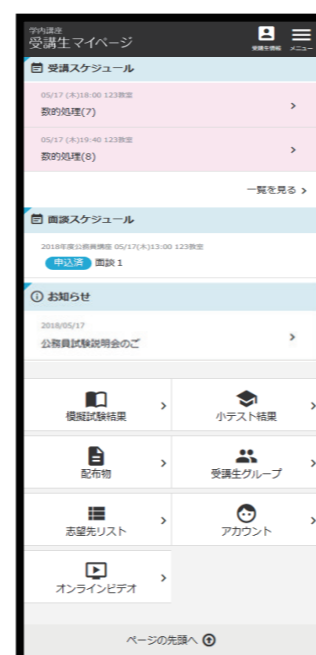 学内講座
受講生マイページ
受講生情報 メニュー
受講スケジュール
05/17 (木)18:00 123教室
数的処理(7)
05/17 (木)19:40 123教室
数的処理(8)
一覧を見る
面談スケジュール
2018年度公務員講座 05/17(木)13:00 123教室
申込済 面談1
お知らせ
2018/05/17
公務員試験説明会のご
模擬試験結果
小テスト結果
配布物
受講生グループ
志望先リスト
アカウント
オンラインビデオ
ページの先頭へ